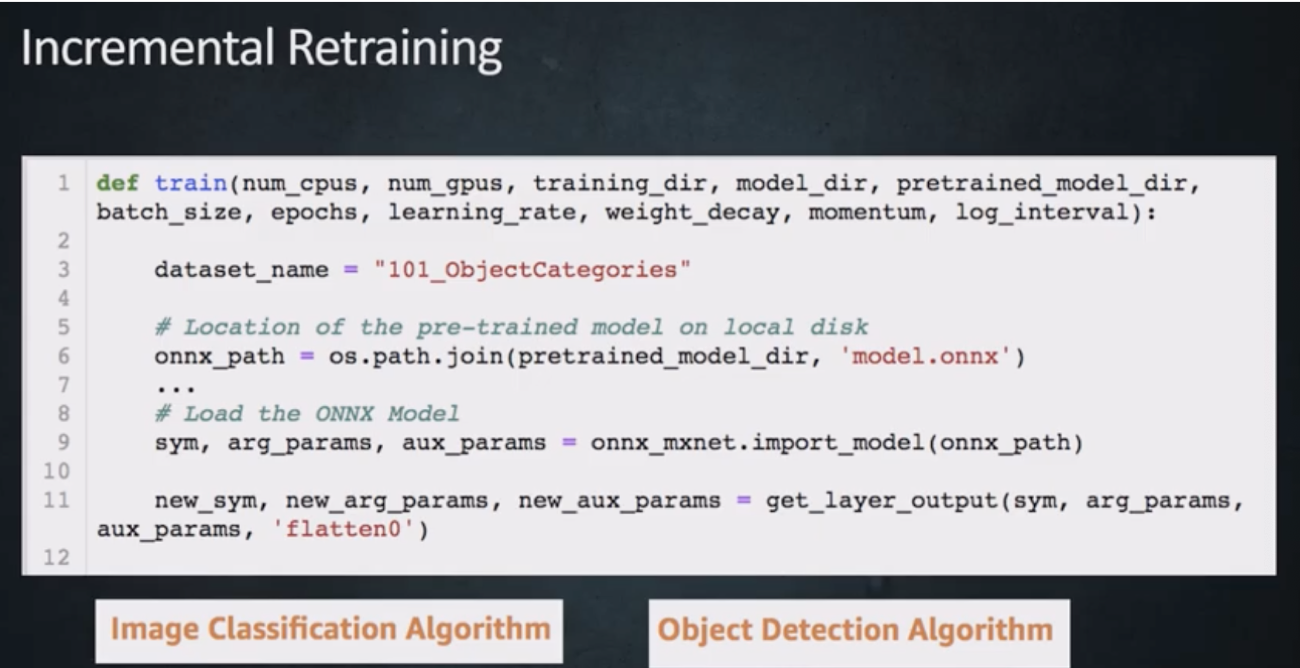 Incremental Retraining
1 def train(num_cpus, num_gpus, training_dir, model_dir, pretrained_model_dir,
batch_size, epochs, learning_rate, weight_decay, momentum, log_interval):
2
3 dataset_name = "101_ObjectCategories"
4
5 # Location of the pre-trained model on local disk
6 onnx_path = os.path.join(pretrained_model_dir, 'model.onnx')
7 ...
8 # Load the ONNX Model
9 sym, arg_params, aux_params = onnx_mxnet.import_model(onnx_path)
10
11 new_sym, new_arg_params, new_aux_params = get_layer_output(sym, arg_params,
aux_params, 'flatten0')
12
Image Classification Algorithm
Object Detection Algorithm